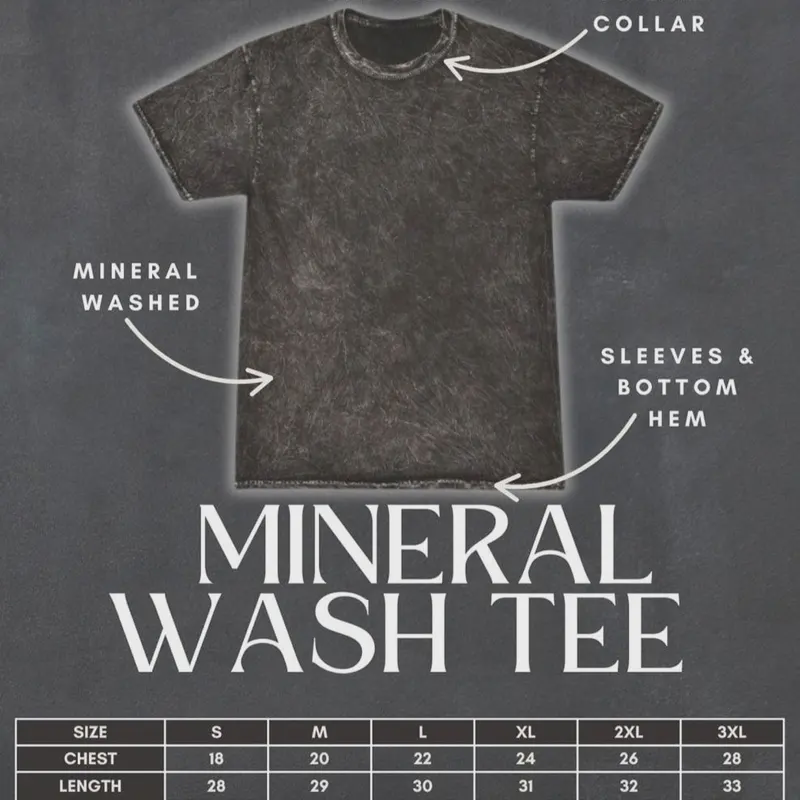 COLLAR
MINERAL
WASHED
SLEEVES &
BOTTOM
HEM
MINERAL
WASH TEE
SIZE S M L XL 2XL 3XL
CHEST 18 20 22 24 26 28
LENGTH 28 29 30 31 32 33